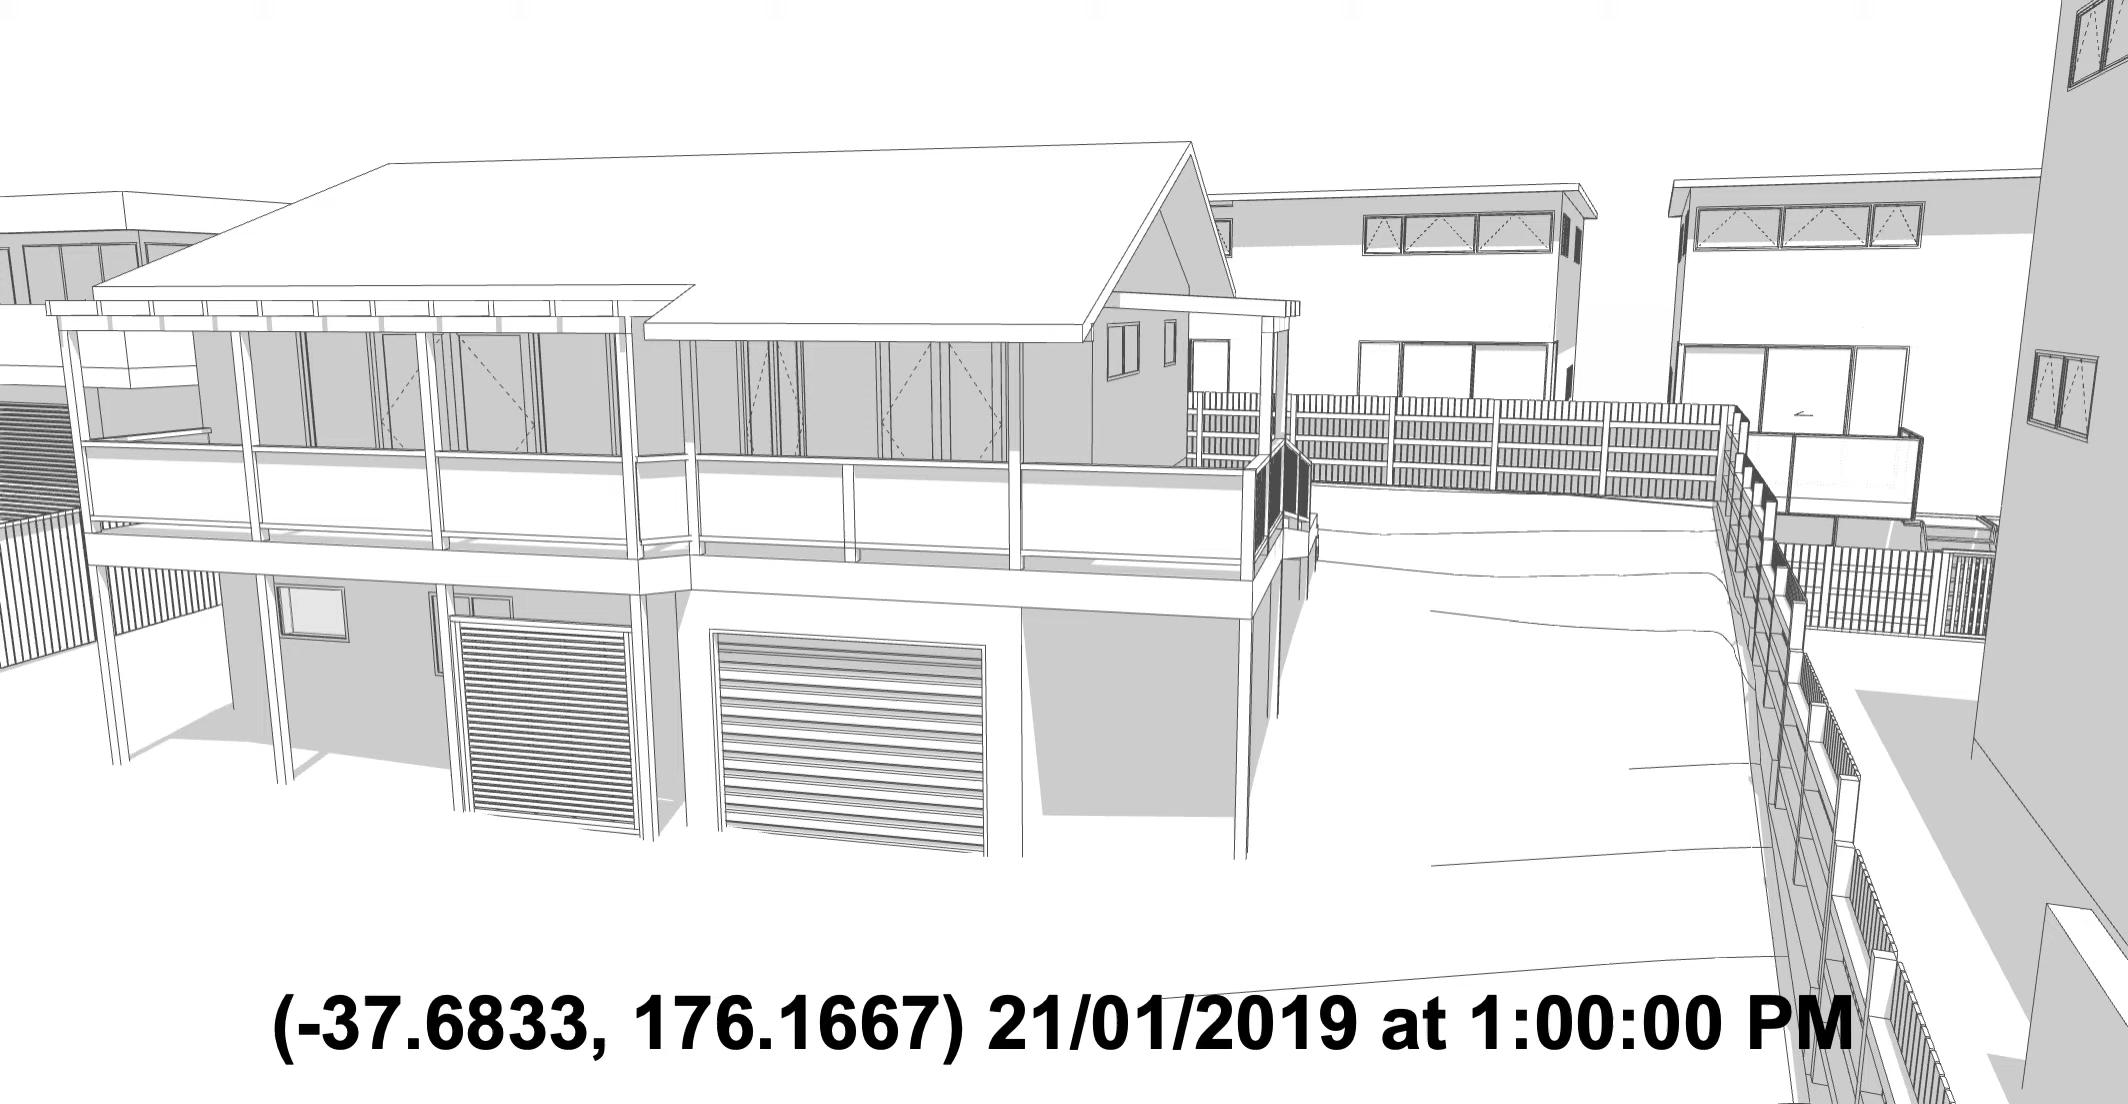 (-37.6833, 176.1667) 21/01/2019 at 1:00:00 PM